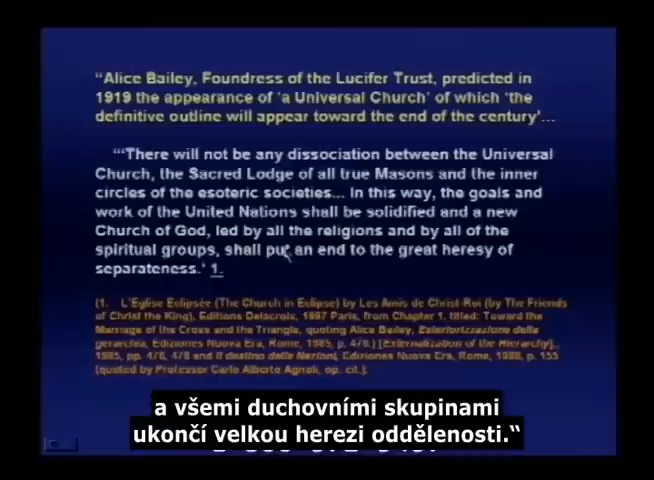 “Alice Bailey, Foundress of the Lucifer Trust, predicted in
1919 the appearance of ‘a Universal Church’ of which ‘the
definitive outline will appear toward the end of the century’...
“‘There will not be any dissociation between the Universal
Church, the Sacred Lodge of all true Masons and the inner
circles of the esoteric societies... In this way, the goals and
work of the United Nations shall be solidified and a new
Church of God, led by all the religions and by all of the
spiritual groups, shall put an end to the great heresy of
separateness.’ 1.
(1. L'Eglise Eclipsée (The Church in Eclipse) by Les Amis de Christ-Roi (by The Friends
of Christ the King), Editions Delacroix, 1997 Paris, from Chapter 1, titled: Toward the
Marriage of the Cross and the Triangle, quoting Alice Bailey, Esteriorizzazione della
gerarchia, Edizioni Nuova Era, Rome, 1985, p. 476.) [Externalization of the Hierarchy],
1985, pp. 476, 478 and Il destino delle Nazioni, Edizioni Nuova Era, Rome, 1988, p. 155
(quoted by Professor Carlo Alberto Agnoli, op. cit.).
a všemi duchovními skupinami
ukončí velkou herezi oddělenosti.“